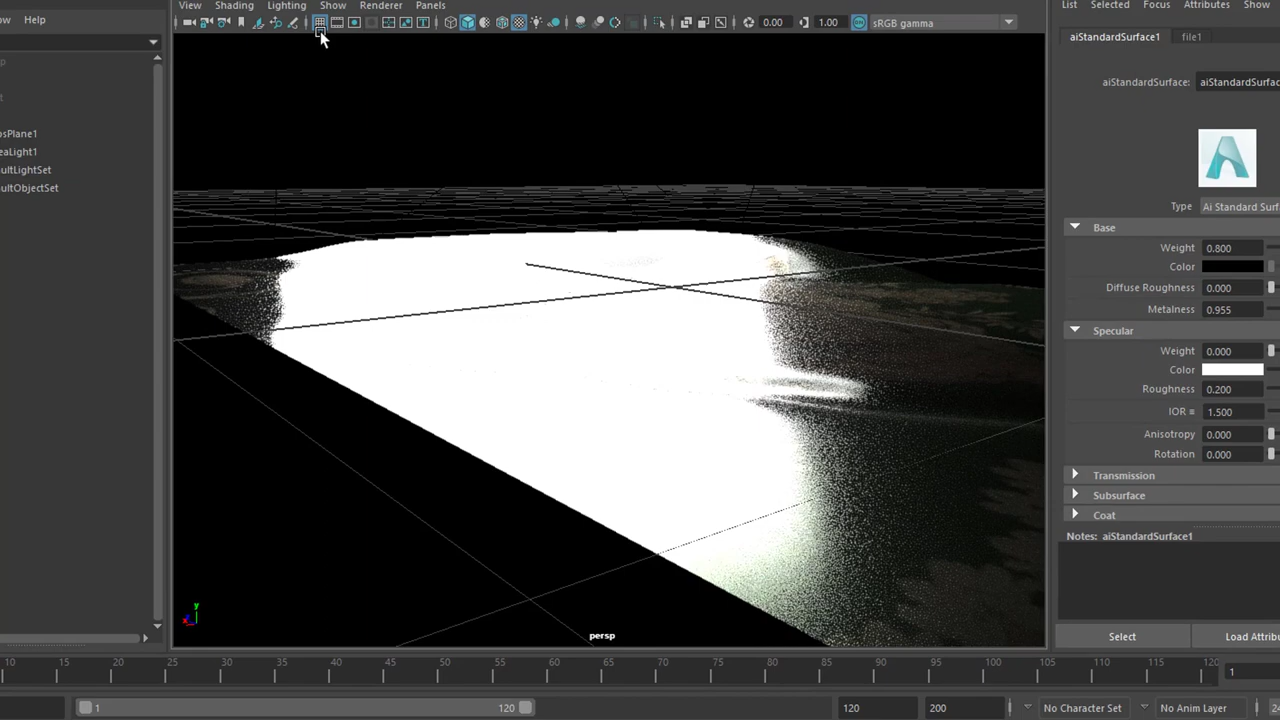 View Shading Lighting Show Renderer Panels
List Selected Focus Attributes Show
Help
0.00 1.00 sRGB gamma
aiStandardSurface1 file1
aiStandardSurface: aiStandardSurfac
sPlane1
eaLight1
ultLightSet
ultObjectSet
Type Ai Standard Surf
Base
Weight 0.800
Color
Diffuse Roughness 0.000
Metalness 0.955
Specular
Weight 0.000
Color
Roughness 0.200
IOR 1.500
Anisotropy 0.000
Rotation 0.000
Transmission
Subsurface
Coat
Notes: aiStandardSurface1
y
persp
Select Load Attribu
10 15 20 25 30 35 40 45 50 55 60 65 70 75 80 85 90 95 100 105 110 115 120 1
1 120 120 200 No Character Set No Anim Layer 24